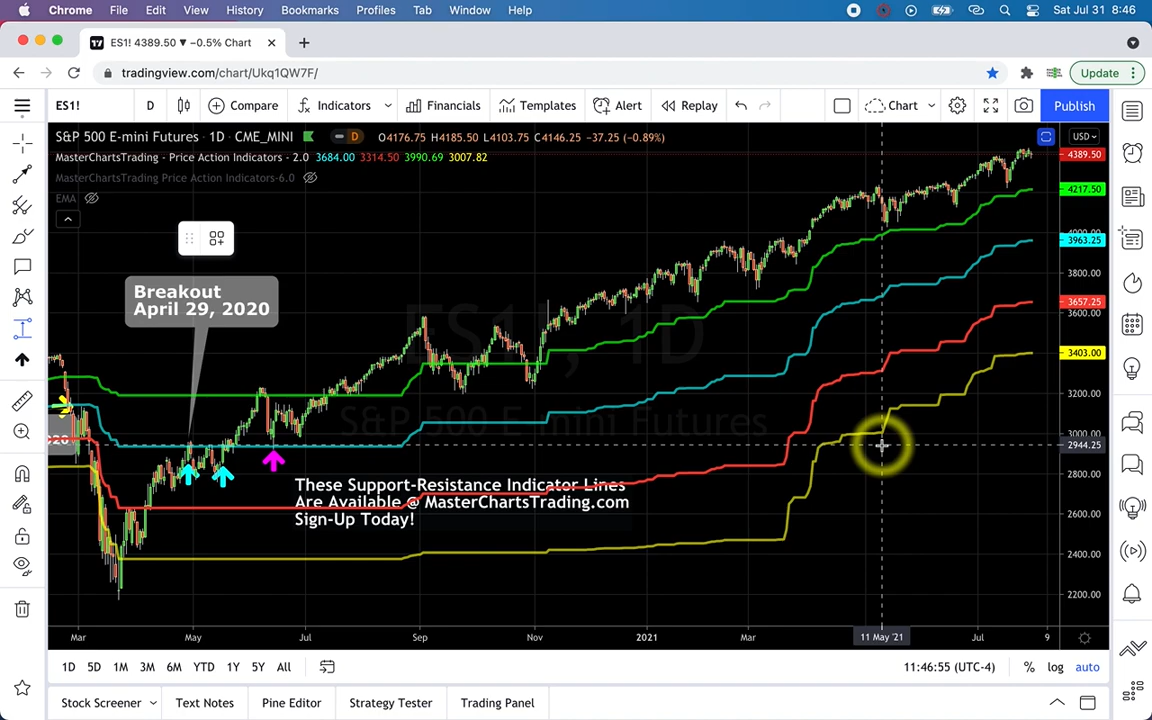 Chrome File Edit View History Bookmarks Profiles Tab Window Help Sat Jul 31 8:46
ES1! 4389.50 ▼ −0.5% Chart
tradingview.com/chart/Ukq1QW7F/ Update
ES1! D Compare Indicators Financials Templates Alert Replay Chart Publish
S&P 500 E-mini Futures · 1D · CME_MINI D O4176.75 H4185.50 L4103.75 C4146.25 −37.25 (−0.89%) USD
MasterChartsTrading - Price Action Indicators - 2.0 3684.00 3314.50 3990.69 3007.82
4389.50
MasterChartsTrading Price Action Indicators-6.0
4217.50
EMA
4000.00
3963.25
3800.00
Breakout
April 29, 2020
3657.25
3600.00
ES1!, 1D
3403.00
3200.00
S&P 500 E-mini Futures
3000.00
2944.25
2800.00
These Support-Resistance Indicator Lines
Are Available @ MasterChartsTrading.com
Sign-Up Today!
2600.00
2400.00
2200.00
Mar May Jul Sep Nov 2021 Mar 11 May '21 Jul 9
1D 5D 1M 3M 6M YTD 1Y 5Y All 11:46:55 (UTC-4) % log auto
Stock Screener Text Notes Pine Editor Strategy Tester Trading Panel